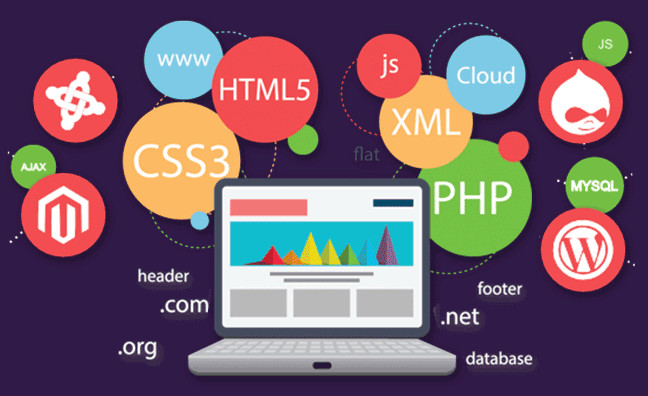 www
HTML5
CSS3
AJAX
js
Cloud
JS
XML
flat
PHP
MYSQL
header
.com
.org
footer
.net
database